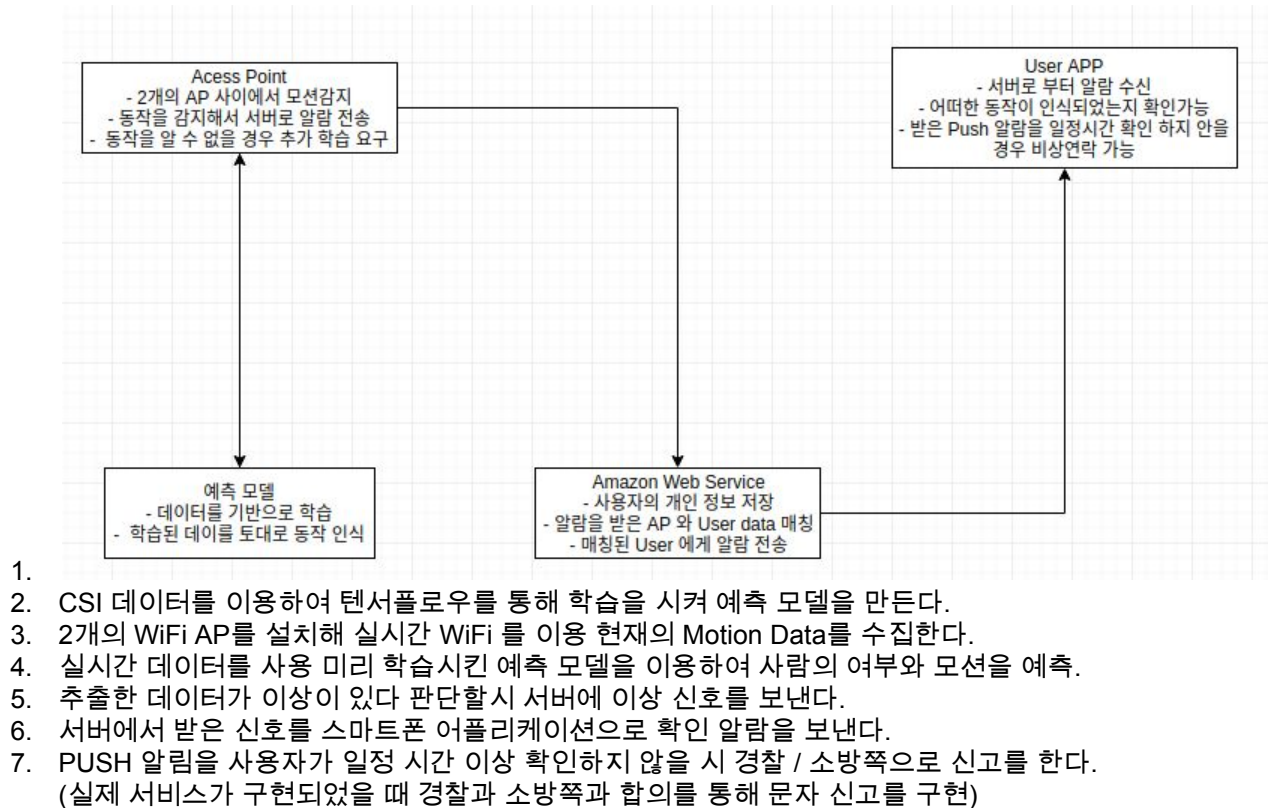 Acess Point
- 2개의 AP 사이에서 모션감지
- 동작을 감지해서 서버로 알람 전송
- 동작을 알 수 없을 경우 추가 학습 요구
User APP
- 서버로 부터 알람 수신
- 어떠한 동작이 인식되었는지 확인가능
- 받은 Push 알람을 일정시간 확인 하지 안을
경우 비상연락 가능
예측 모델
- 데이터를 기반으로 학습
- 학습된 데이를 토대로 동작 인식
Amazon Web Service
- 사용자의 개인 정보 저장
- 알람을 받은 AP 와 User data 매칭
- 매칭된 User 에게 알람 전송
1.
2. CSI 데이터를 이용하여 텐서플로우를 통해 학습을 시켜 예측 모델을 만든다.
3. 2개의 WiFi AP를 설치해 실시간 WiFi 를 이용 현재의 Motion Data를 수집한다.
4. 실시간 데이터를 사용 미리 학습시킨 예측 모델을 이용하여 사람의 여부와 모션을 예측.
5. 추출한 데이터가 이상이 있다 판단할시 서버에 이상 신호를 보낸다.
6. 서버에서 받은 신호를 스마트폰 어플리케이션으로 확인 알람을 보낸다.
7. PUSH 알림을 사용자가 일정 시간 이상 확인하지 않을 시 경찰 / 소방쪽으로 신고를 한다.
(실제 서비스가 구현되었을 때 경찰과 소방쪽과 합의를 통해 문자 신고를 구현)